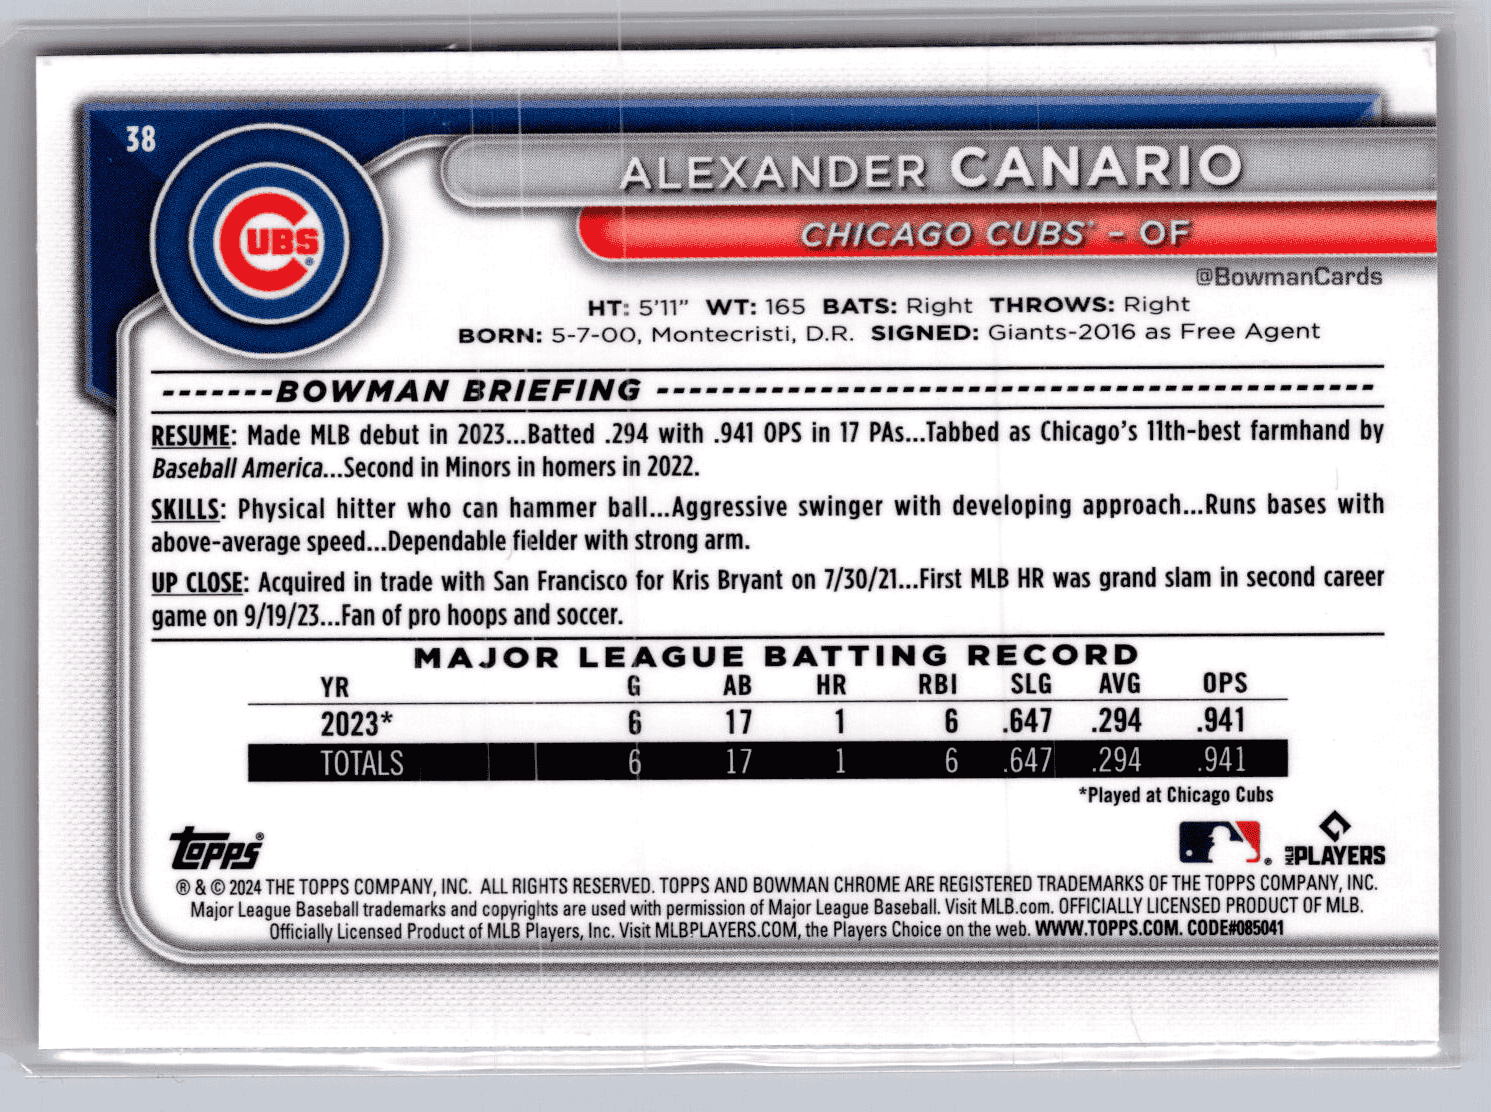 38
CUBS®
ALEXANDER CANARIO
CHICAGO CUBS™ - OF
@BowmanCards
HT: 5'11" WT: 165 BATS: Right THROWS: Right
BORN: 5-7-00, Montecristi, D.R. SIGNED: Giants-2016 as Free Agent
-------BOWMAN BRIEFING --------------------------------------------
RESUME: Made MLB debut in 2023...Batted .294 with .941 OPS in 17 PAs...Tabbed as Chicago's 11th-best farmhand by
Baseball America...Second in Minors in homers in 2022.
SKILLS: Physical hitter who can hammer ball...Aggressive swinger with developing approach...Runs bases with
above-average speed...Dependable fielder with strong arm.
UP CLOSE: Acquired in trade with San Francisco for Kris Bryant on 7/30/21...First MLB HR was grand slam in second career
game on 9/19/23...Fan of pro hoops and soccer.
MAJOR LEAGUE BATTING RECORD
YR G AB HR RBI SLG AVG OPS
2023* 6 17 1 6 .647 .294 .941
TOTALS 6 17 1 6 .647 .294 .941
*Played at Chicago Cubs
Topps®
MLB PLAYERS
® & © 2024 THE TOPPS COMPANY, INC. ALL RIGHTS RESERVED. TOPPS AND BOWMAN CHROME ARE REGISTERED TRADEMARKS OF THE TOPPS COMPANY, INC.
Major League Baseball trademarks and copyrights are used with permission of Major League Baseball. Visit MLB.com. OFFICIALLY LICENSED PRODUCT OF MLB.
Officially Licensed Product of MLB Players, Inc. Visit MLBPLAYERS.COM, the Players Choice on the web. WWW.TOPPS.COM. CODE#085041